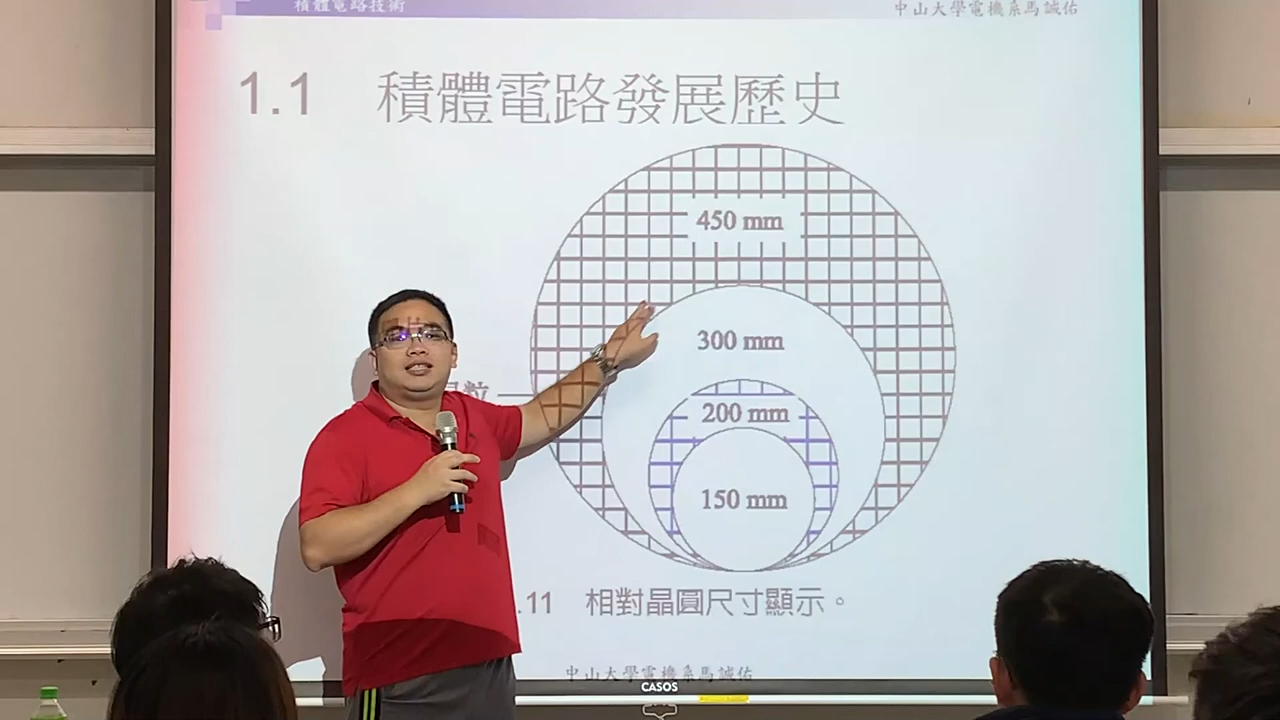 積體電路技術
中山大學電機系馬誠佑
1.1 積體電路發展歷史
450 mm
300 mm
200 mm
150 mm
.11 相對晶圓尺寸顯示。
中山大學電機系馬誠佑
CASOS